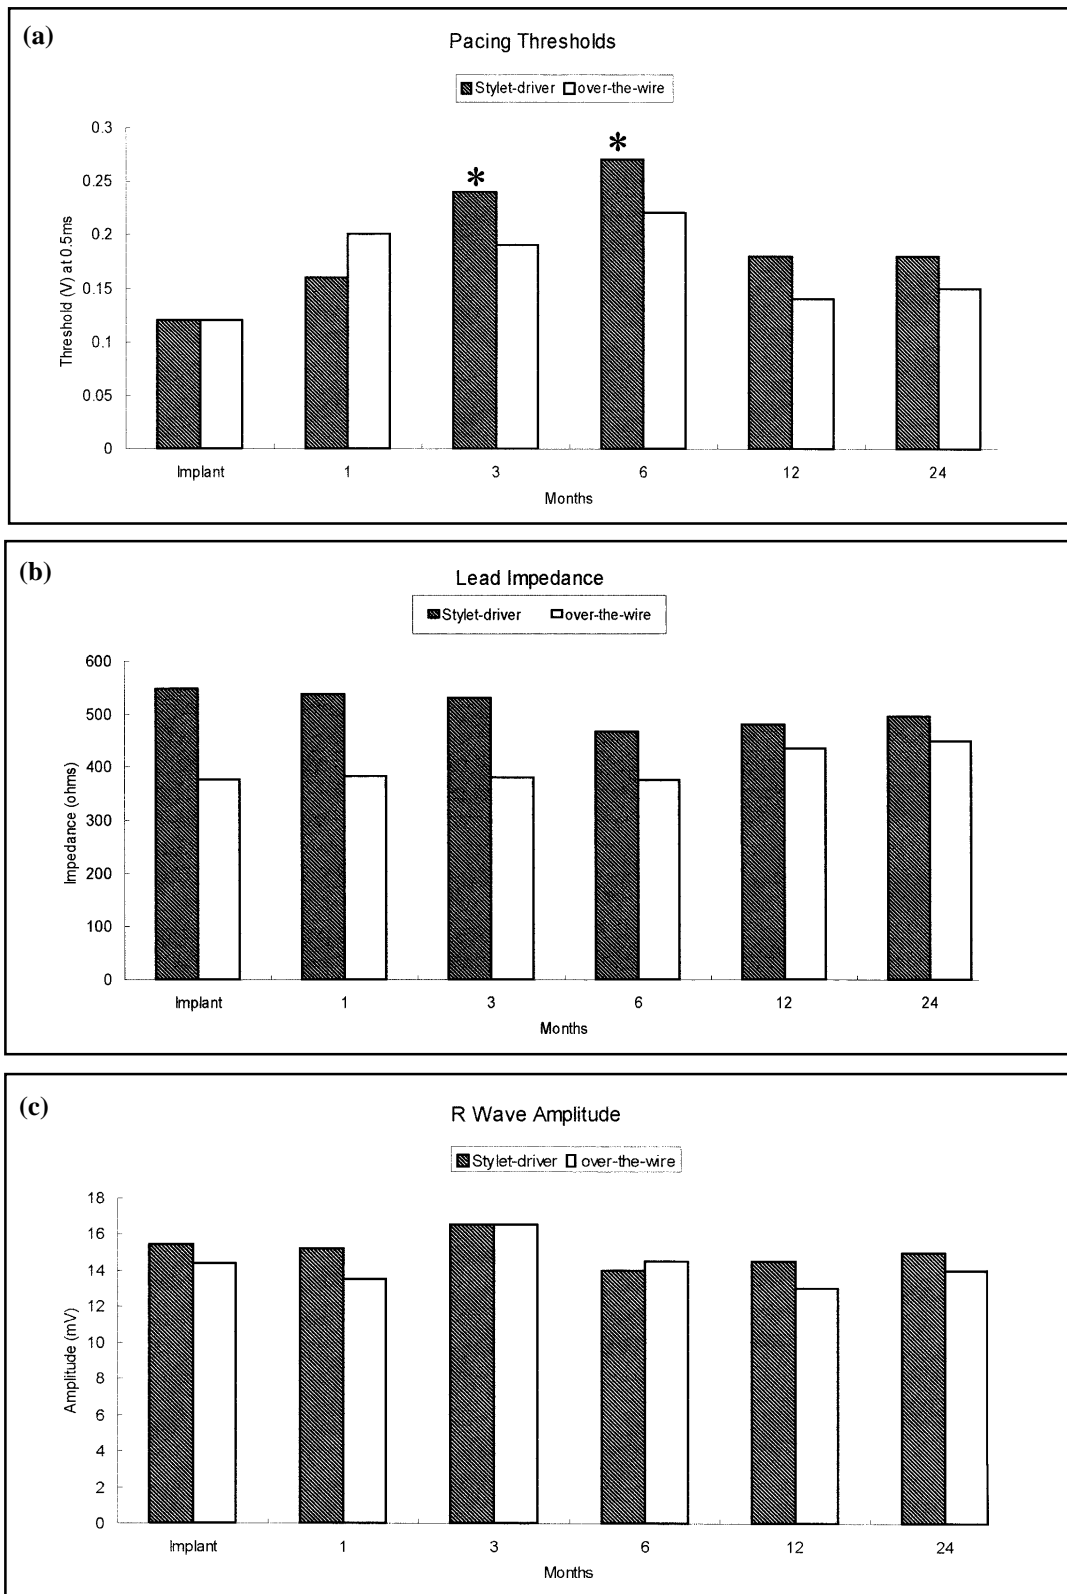 (a)
Pacing Thresholds
Stylet-driver over-the-wire
0.3
0.25
0.2
0.15
0.1
0.05
0
Threshold (V) at 0.5ms
* *
Implant 1 3 6 12 24
Months
(b)
Lead Impedance
Stylet-driver over-the-wire
600
500
400
300
200
100
0
Impedance (ohms)
Implant 1 3 6 12 24
Months
(c)
R Wave Amplitude
Stylet-driver over-the-wire
18
16
14
12
10
8
6
4
2
0
Amplitude (mV)
Implant 1 3 6 12 24
Months